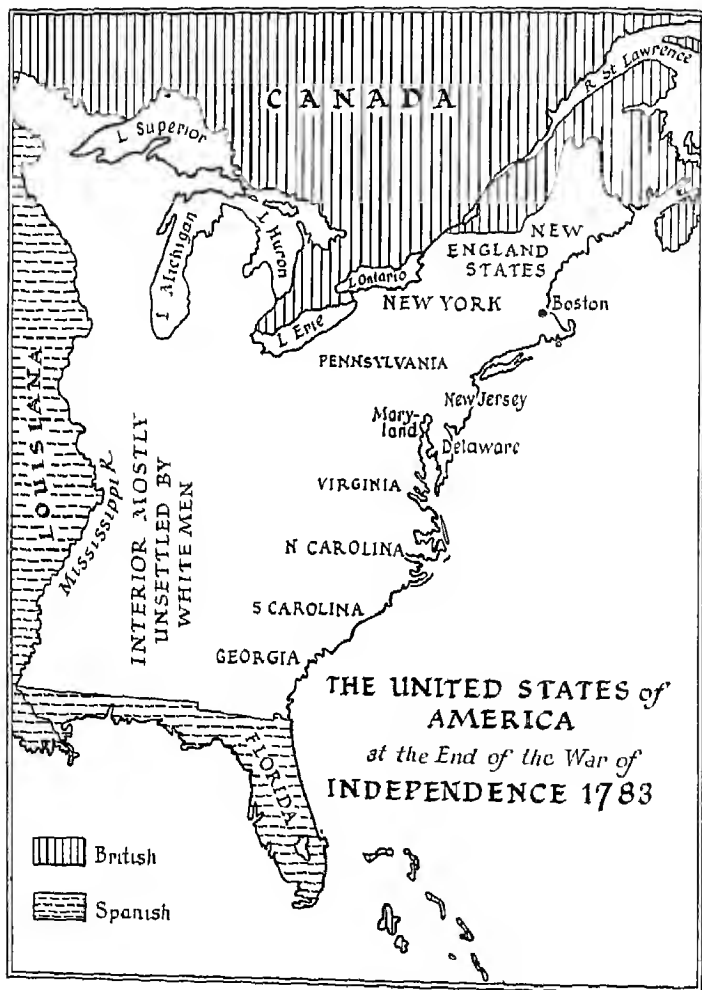 CANADA
R St Lawrence
L Superior
L Michigan
L Huron
L Ontario
L Erie
NEW
ENGLAND
STATES
NEW YORK
Boston
PENNSYLVANIA
New Jersey
Mary-
land
Delaware
LOUISIANA
Mississippi R
INTERIOR MOSTLY
UNSETTLED BY
WHITE MEN
VIRGINIA
N CAROLINA
S CAROLINA
GEORGIA
FLORIDA
THE UNITED STATES of
AMERICA
at the End of the War of
INDEPENDENCE 1783
British
Spanish